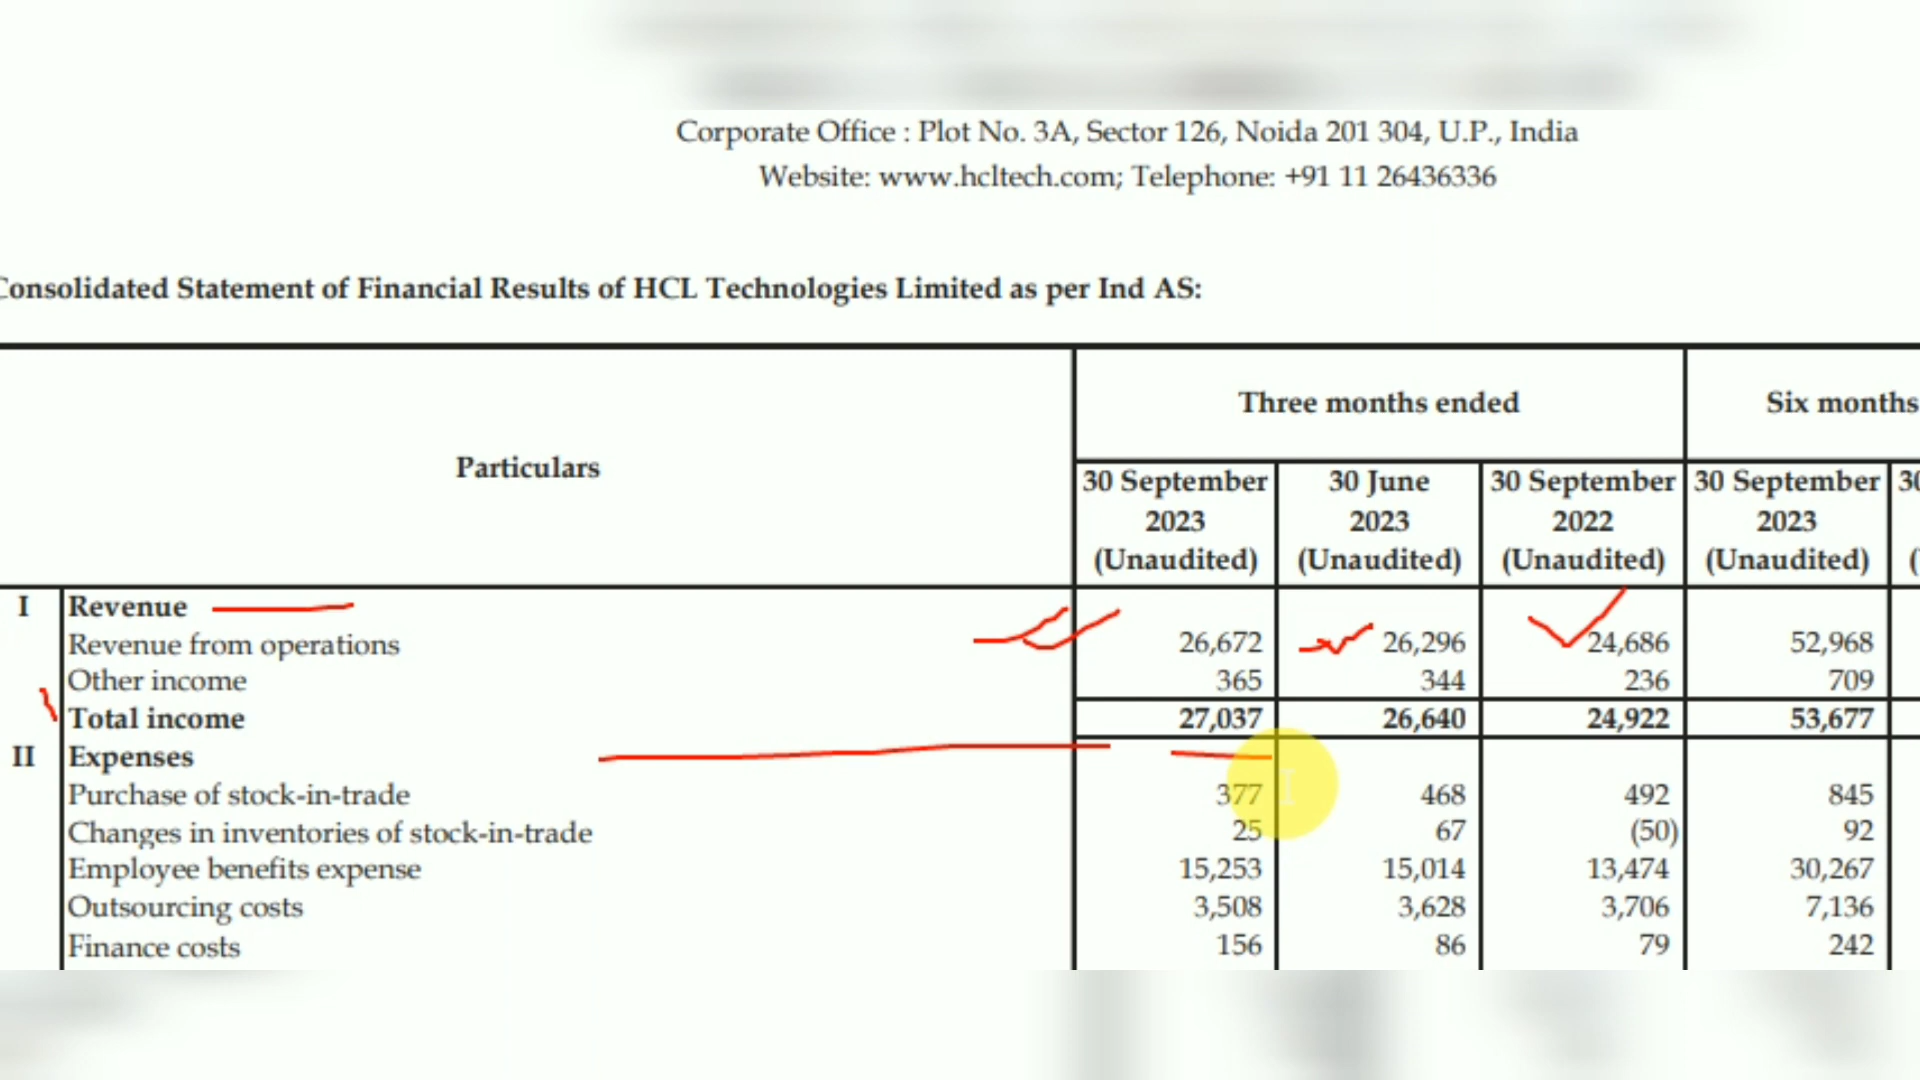 Corporate Office : Plot No. 3A, Sector 126, Noida 201 304, U.P., India
Website: www.hcltech.com; Telephone: +91 11 26436336
Consolidated Statement of Financial Results of HCL Technologies Limited as per Ind AS:
Particulars Three months ended Six months
30 September 2023 (Unaudited) 30 June 2023 (Unaudited) 30 September 2022 (Unaudited) 30 September 2023 (Unaudited) 30
I Revenue
Revenue from operations 26,672 26,296 24,686 52,968
Other income 365 344 236 709
Total income 27,037 26,640 24,922 53,677
II Expenses
Purchase of stock-in-trade 377 468 492 845
Changes in inventories of stock-in-trade 25 67 (50) 92
Employee benefits expense 15,253 15,014 13,474 30,267
Outsourcing costs 3,508 3,628 3,706 7,136
Finance costs 156 86 79 242